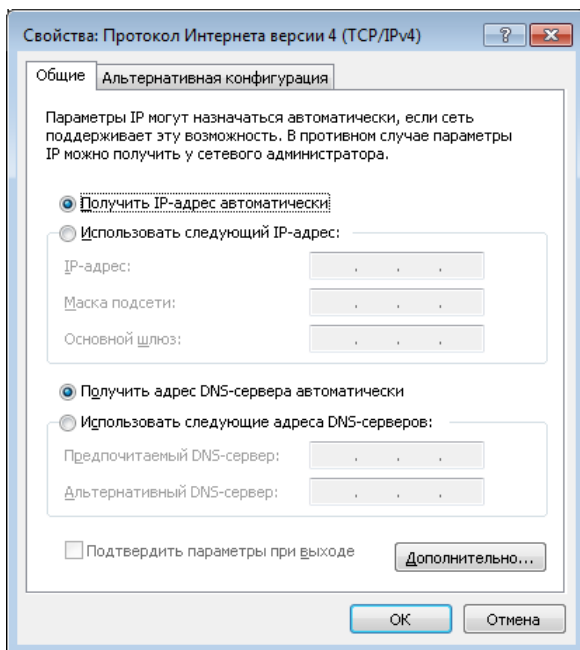 Свойства: Протокол Интернета версии 4 (TCP/IPv4)
Общие
Альтернативная конфигурация
Параметры IP могут назначаться автоматически, если сеть
поддерживает эту возможность. В противном случае параметры
IP можно получить у сетевого администратора.
Получить IP-адрес автоматически
Использовать следующий IP-адрес:
IP-адрес:
Маска подсети:
Основной шлюз:
Получить адрес DNS-сервера автоматически
Использовать следующие адреса DNS-серверов:
Предпочитаемый DNS-сервер:
Альтернативный DNS-сервер:
Подтвердить параметры при выходе
Дополнительно...
ОК
Отмена